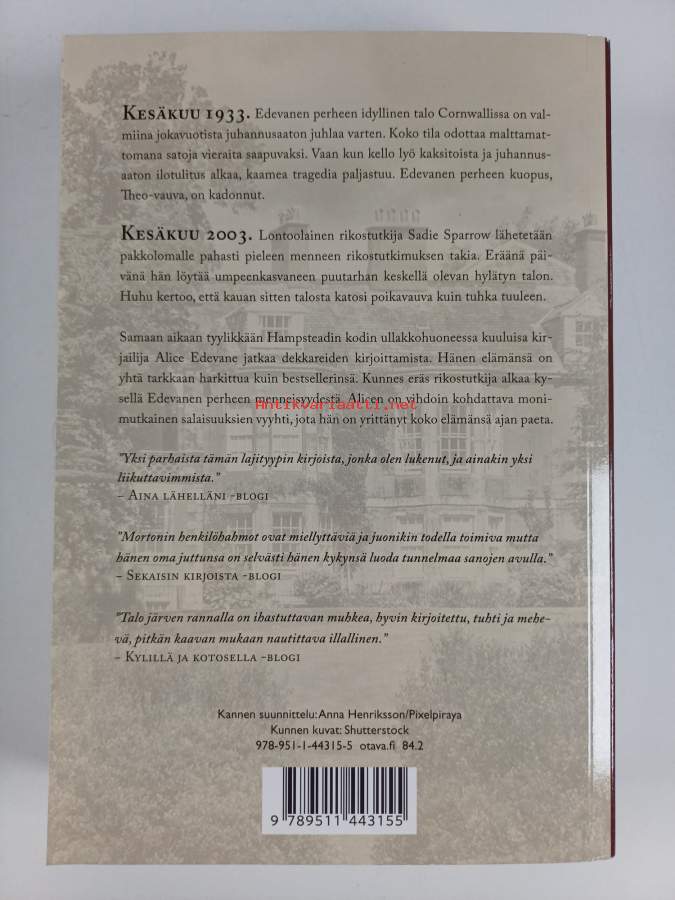 KESÄKUU 1933. Edevanen perheen idyllinen talo Cornwallissa on val-
miina jokavuotista juhannusaaton juhlaa varten. Koko tila odottaa malttamat-
tomana satoja vieraita saapuvaksi. Vaan kun kello lyö kaksitoista ja juhannus-
aaton ilotulitus alkaa, kaamea tragedia paljastuu. Edevanen perheen kuopus,
Theo-vauva, on kadonnut.
KESÄKUU 2003. Lontoolainen rikostutkija Sadie Sparrow lähetetään
pakkolomalle pahasti pieleen menneen rikostutkimuksen takia. Eräänä päi-
vänä hän löytää umpeenkasvaneen puutarhan keskellä olevan hylätyn talon.
Huhu kertoo, että kauan sitten talosta katosi poikavauva kuin tuhka tuuleen.
Samaan aikaan tyylikkään Hampsteadin kodin ullakkohuoneessa kuuluisa kir-
jailija Alice Edevane jatkaa dekkareiden kirjoittamista. Hänen elämänsä on
yhtä tarkkaan harkittua kuin bestsellerinsä. Kunnes eräs rikostutkija alkaa ky-
sellä Edevanen perheen menneisyydestä. Alicen on vihdoin kohdattava moni-
Antikvariaatti.net
mutkainen salaisuuksien vyyhti, jota hän on yrittänyt koko elämänsä ajan paeta.
"Yksi parhaista tämän lajityypin kirjoista, jonka olen lukenut, ja ainakin yksi
liikuttavimmista."
– AINA LÄHELLÄNI -BLOGI
"Mortonin henkilöhahmot ovat miellyttäviä ja juonikin todella toimiva mutta
hänen oma juttunsa on selvästi hänen kykynsä luoda tunnelmaa sanojen avulla."
– SEKAISIN KIRJOISTA -BLOGI
"Talo järven rannalla on ihastuttavan muhkea, hyvin kirjoitettu, tuhti ja mehe-
vä, pitkän kaavan mukaan nautittava illallinen."
– KYLILLÄ JA KOTOSELLA -BLOGI
Kannen suunnittelu: Anna Henriksson/Pixelpiraya
Kunnen kuvat: Shutterstock
978-951-1-44315-5 otava.fi 84.2
9 789511 443155